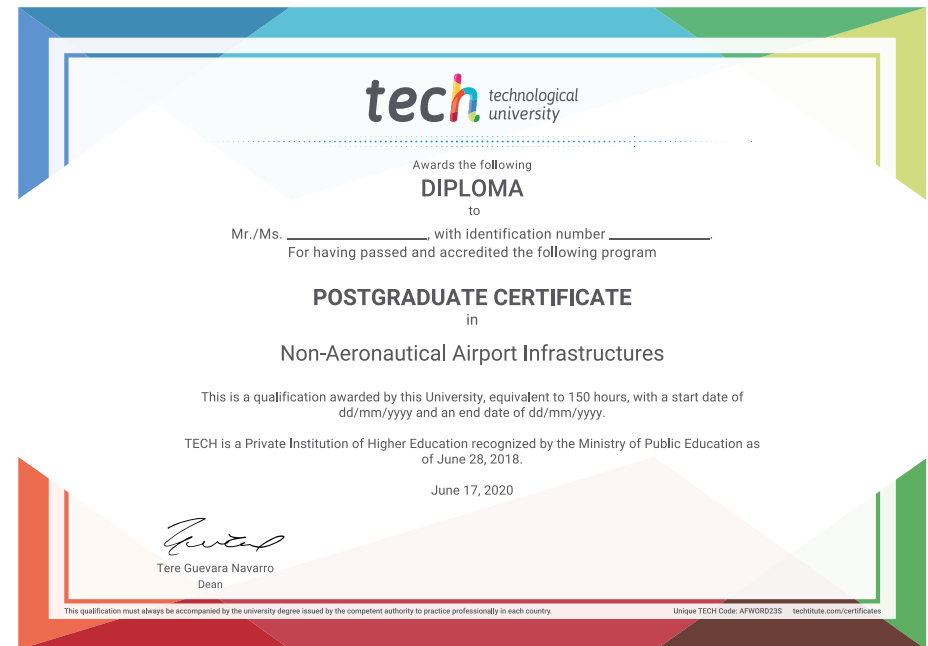 tech technological
university
Awards the following
DIPLOMA
to
Mr./Ms. ____________________, with identification number ______________.
For having passed and accredited the following program
POSTGRADUATE CERTIFICATE
in
Non-Aeronautical Airport Infrastructures
This is a qualification awarded by this University, equivalent to 150 hours, with a start date of
dd/mm/yyyy and an end date of dd/mm/yyyy.
TECH is a Private Institution of Higher Education recognized by the Ministry of Public Education as
of June 28, 2018.
June 17, 2020
Tere Guevara Navarro
Dean
This qualification must always be accompanied by the university degree issued by the competent authority to practice professionally in each country.
Unique TECH Code: AFWORD23S techtitute.com/certificates